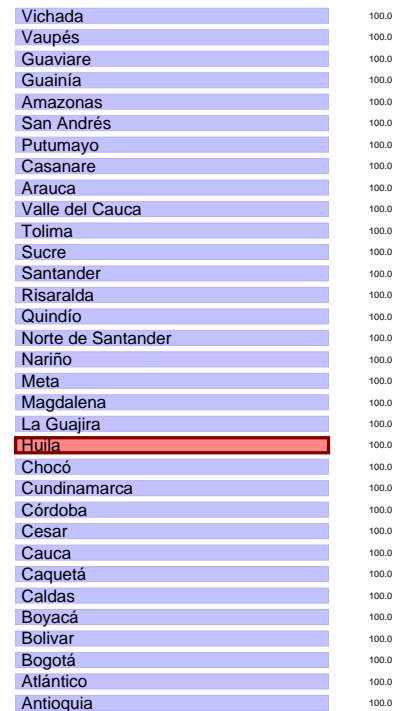 Vichada 100.0
Vaupés 100.0
Guaviare 100.0
Guainía 100.0
Amazonas 100.0
San Andrés 100.0
Putumayo 100.0
Casanare 100.0
Arauca 100.0
Valle del Cauca 100.0
Tolima 100.0
Sucre 100.0
Santander 100.0
Risaralda 100.0
Quindío 100.0
Norte de Santander 100.0
Nariño 100.0
Meta 100.0
Magdalena 100.0
La Guajira 100.0
Huila 100.0
Chocó 100.0
Cundinamarca 100.0
Córdoba 100.0
Cesar 100.0
Cauca 100.0
Caquetá 100.0
Caldas 100.0
Boyacá 100.0
Bolivar 100.0
Bogotá 100.0
Atlántico 100.0
Antioquia 100.0